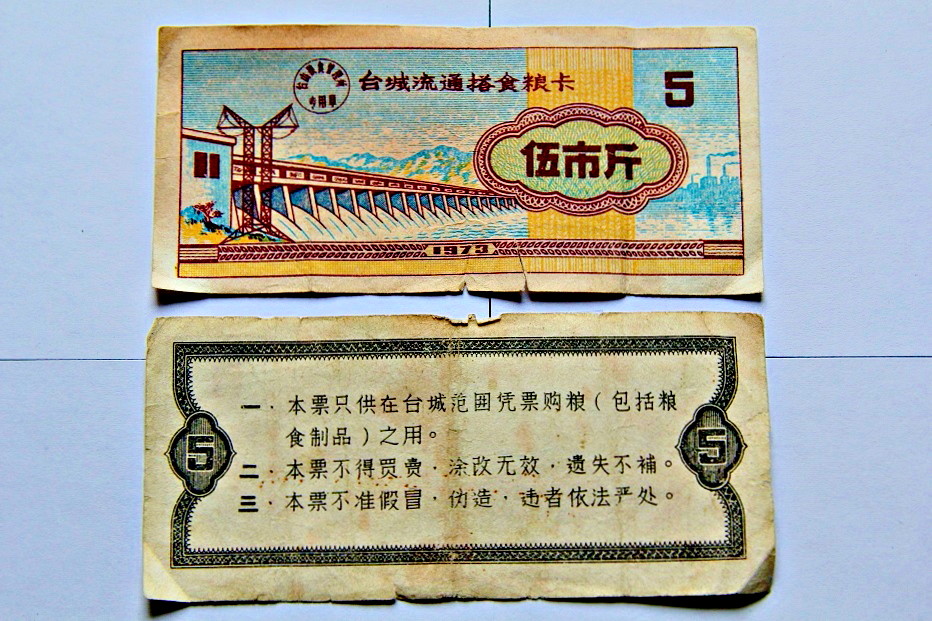 台城流通搭食粮卡
5
伍市斤
1973
一．本票只供在台城范围凭票购粮（包括粮
食制品）之用。
二．本票不得买卖．涂改无效．遗失不補。
三．本票不准假冒．伪造．违者依法严处。
5
5